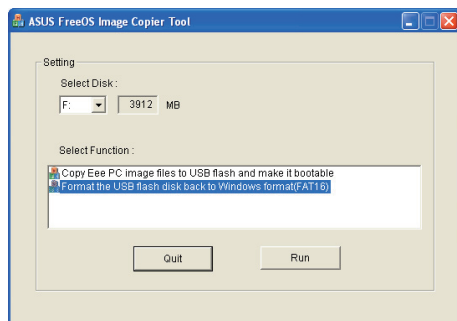 ASUS FreeOS Image Copier Tool
Setting
Select Disk :
F: 3912 MB
Select Function :
Copy Eee PC image files to USB flash and make it bootable
Format the USB flash disk back to Windows format(FAT16)
Quit Run